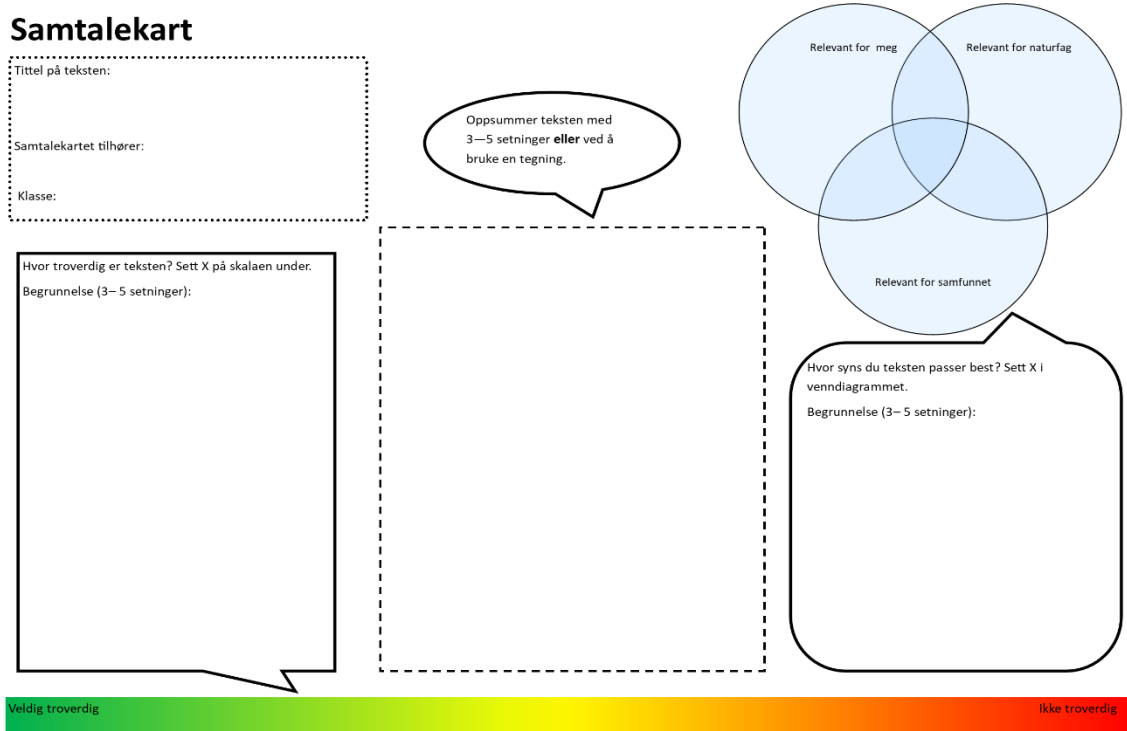 Samtalekart
Tittel på teksten:
Samtalekartet tilhører:
Klasse:
Oppsummer teksten med
3—5 setninger eller ved å
bruke en tegning.
Relevant for  meg
Relevant for naturfag
Relevant for samfunnet
Hvor troverdig er teksten? Sett X på skalaen under.
Begrunnelse (3– 5 setninger):
Hvor syns du teksten passer best? Sett X i
venndiagrammet.
Begrunnelse (3– 5 setninger):
Veldig troverdig
Ikke troverdig